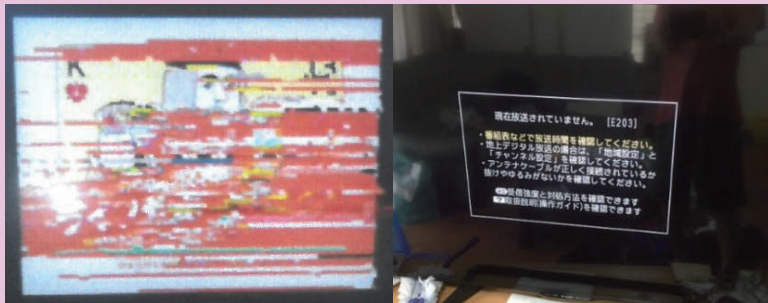 K
現在放送されていません。 [E203]
・番組表などで放送時間を確認してください。
・地上デジタル放送の場合は、「地域設定」と
「チャンネル設定」を確認してください。
・アンテナケーブルが正しく接続されているか
抜けやゆるみがないかを確認してください。
受信強度と対処方法を確認できます
取扱説明(操作ガイド)を確認できます